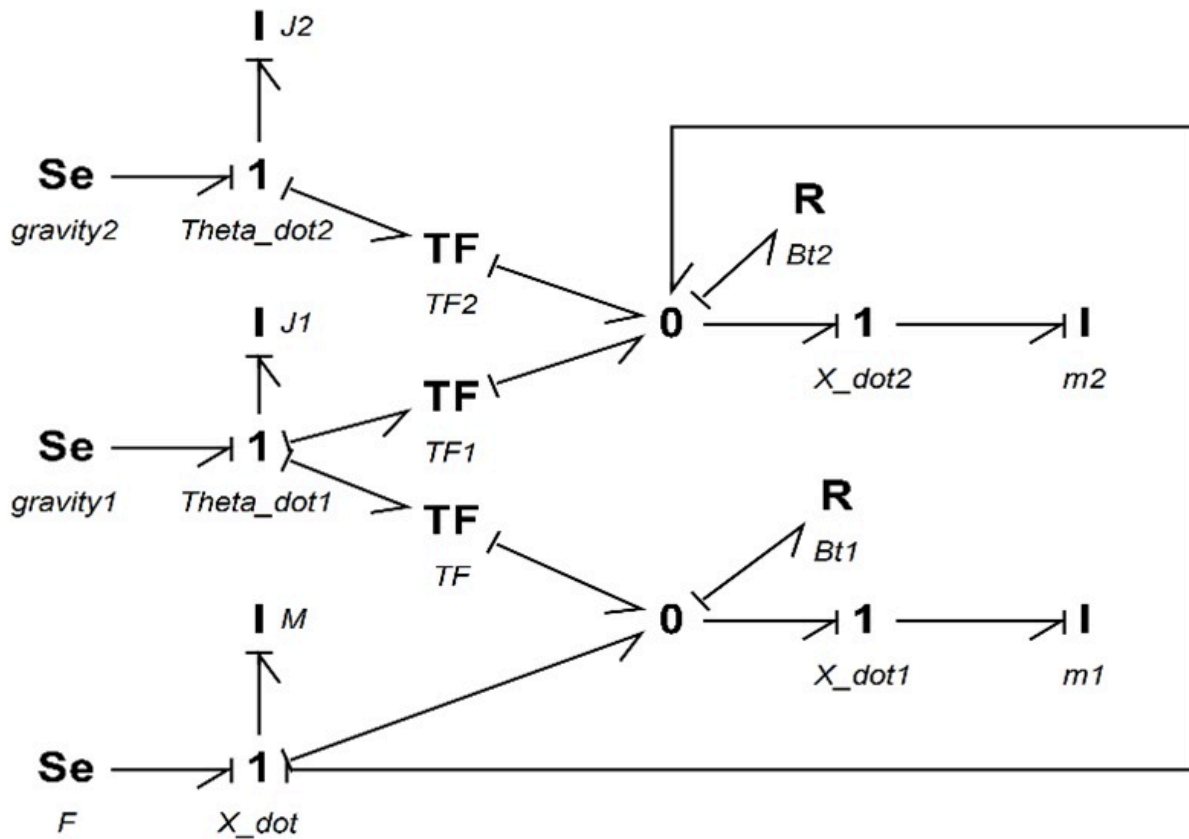 I J2
Se 1
gravity2 Theta_dot2
R
Bt2
TF
TF2
I J1
0 1 I
X_dot2 m2
TF
TF1
Se 1
gravity1 Theta_dot1
R
Bt1
TF
TF
I M
0 1 I
X_dot1 m1
Se 1
F X_dot